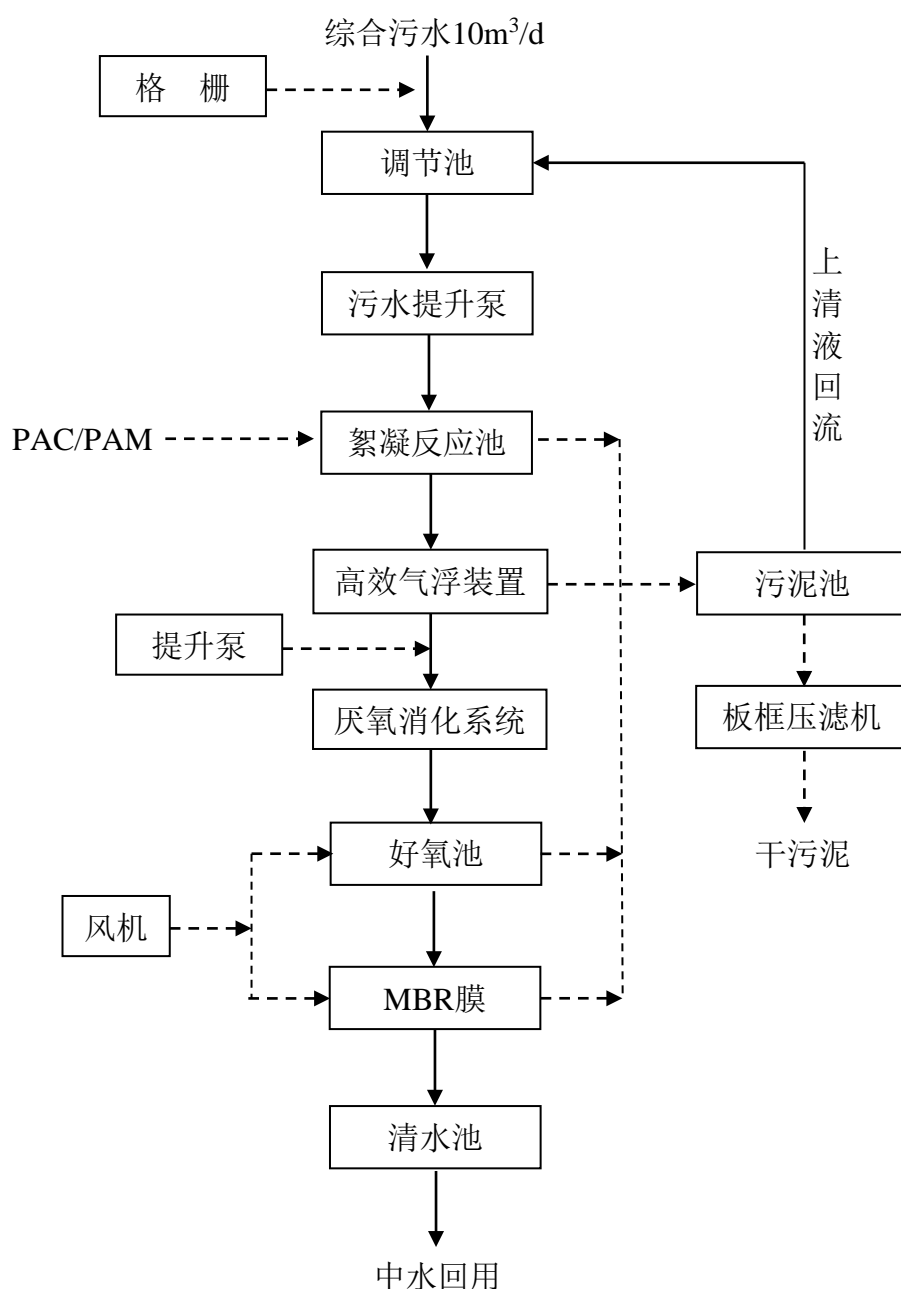 综合污水10m³/d
格 栅
调节池
污水提升泵
上清液回流
PAC/PAM
絮凝反应池
高效气浮装置
污泥池
提升泵
厌氧消化系统
板框压滤机
好氧池
干污泥
风机
MBR膜
清水池
中水回用